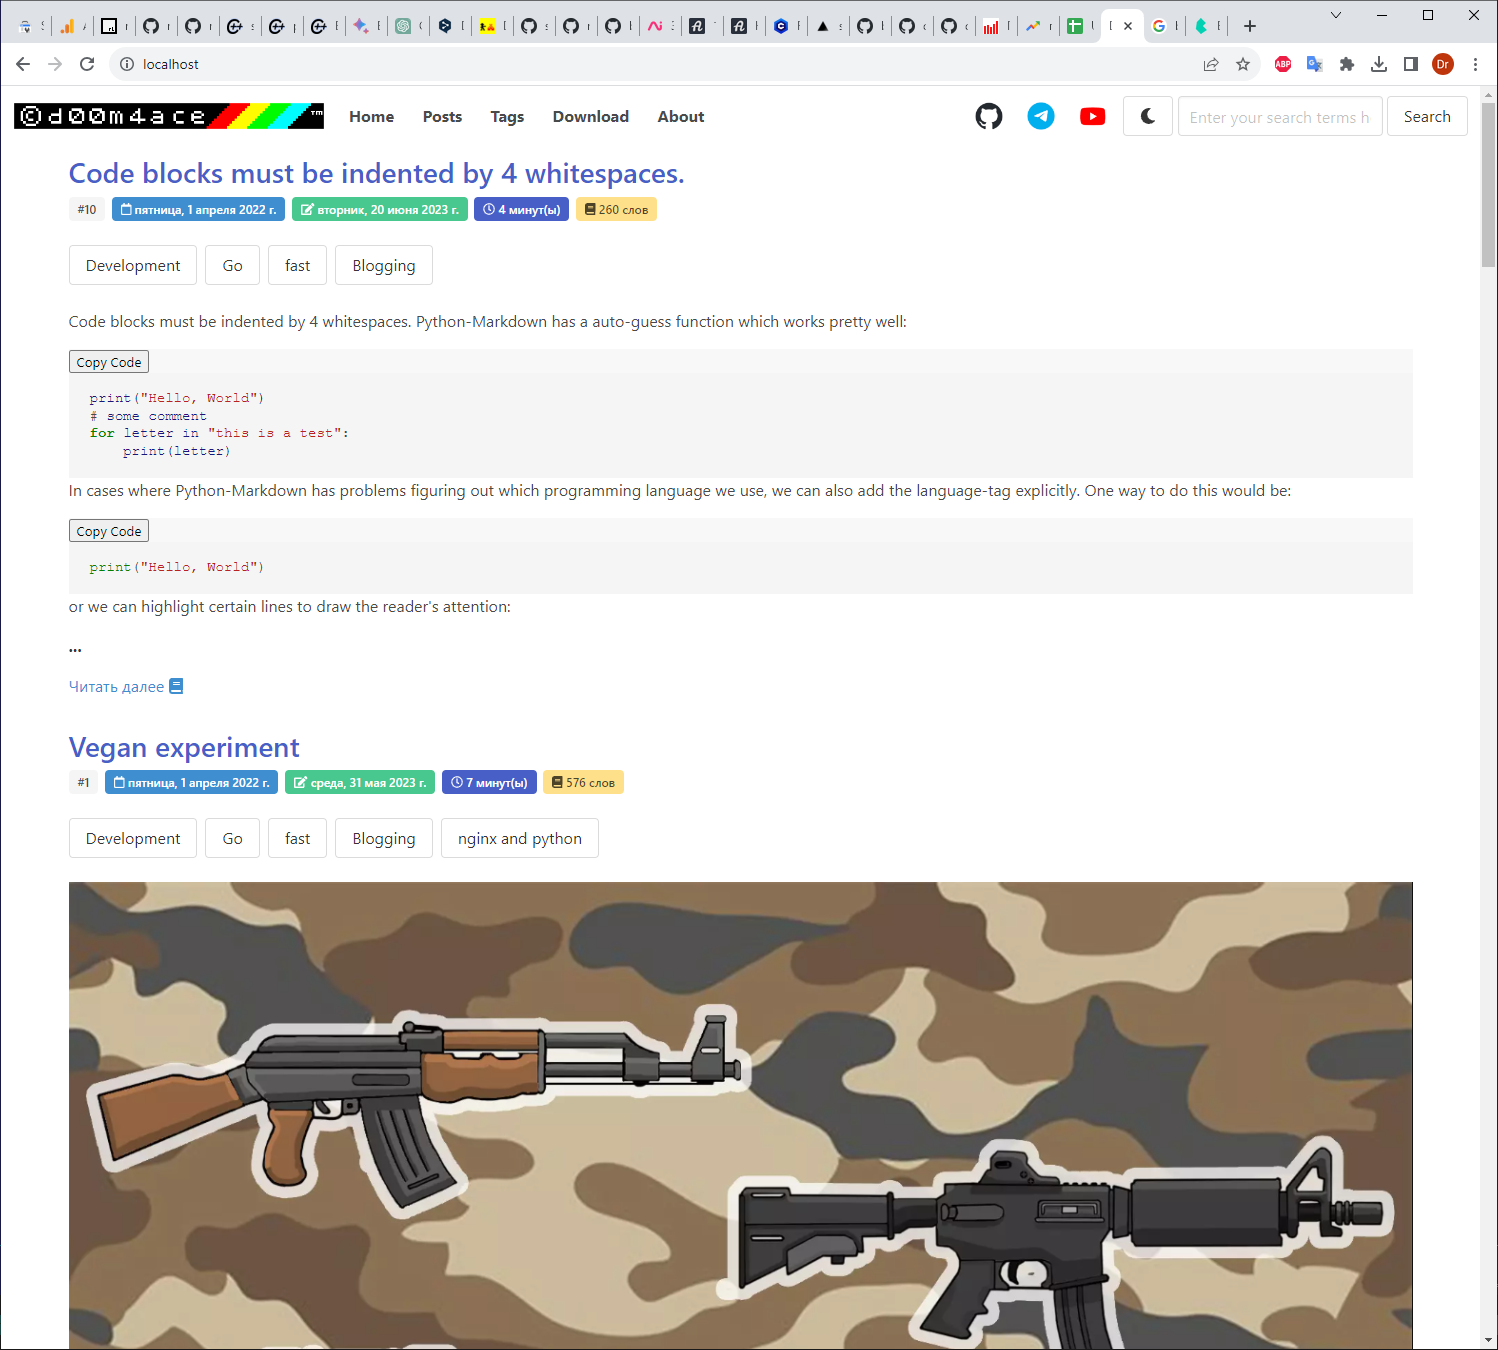 localhost
ABP
Dr
©d00m4ace™
Home Posts Tags Download About
Enter your search terms h
Search
Code blocks must be indented by 4 whitespaces.
#10 пятница, 1 апреля 2022 г. вторник, 20 июня 2023 г. 4 минут(ы) 260 слов
Development Go fast Blogging
Code blocks must be indented by 4 whitespaces. Python-Markdown has a auto-guess function which works pretty well:
Copy Code
print("Hello, World")
# some comment
for letter in "this is a test":
    print(letter)
In cases where Python-Markdown has problems figuring out which programming language we use, we can also add the language-tag explicitly. One way to do this would be:
Copy Code
print("Hello, World")
or we can highlight certain lines to draw the reader's attention:
...
Читать далее
Vegan experiment
#1 пятница, 1 апреля 2022 г. среда, 31 мая 2023 г. 7 минут(ы) 576 слов
Development Go fast Blogging nginx and python